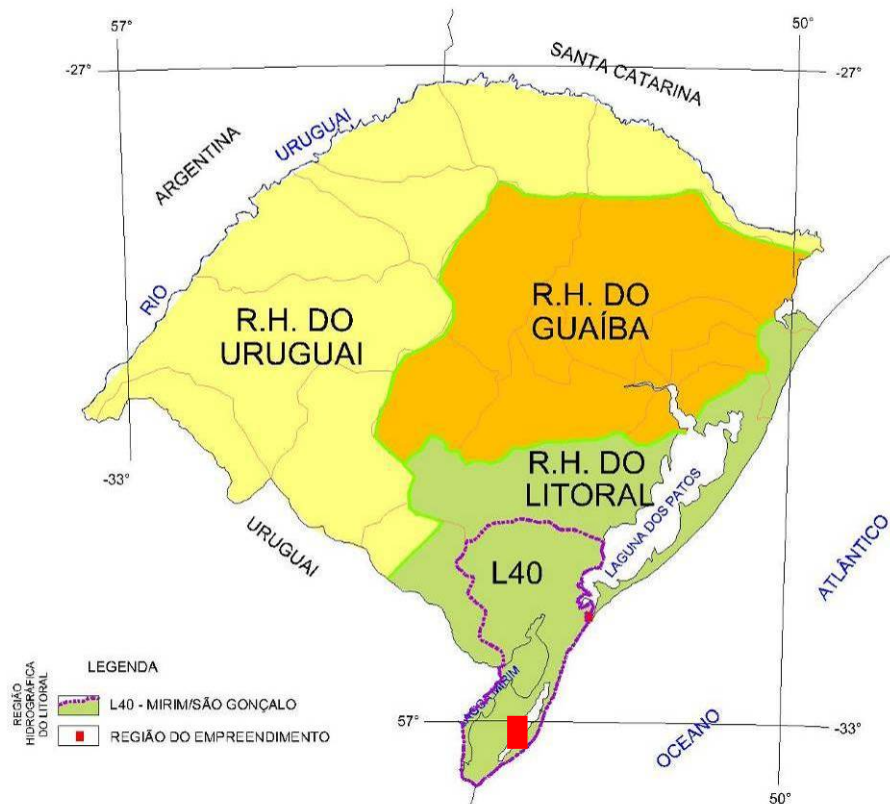 57°
50°
-27°
-27°
SANTA CATARINA
ARGENTINA
URUGUAI
RIO
R.H. DO
URUGUAI
R.H. DO
GUAÍBA
-33°
R.H. DO
LITORAL
LAGUNA DOS PATOS
URUGUAI
L40
ATLÂNTICO
OCEANO
MIRIM
57°
-33°
50°
REGIÃO
HIDROGRÁFICA
DO LITORAL
LEGENDA
L40 - MIRIM/SÃO GONÇALO
REGIÃO DO EMPREENDIMENTO